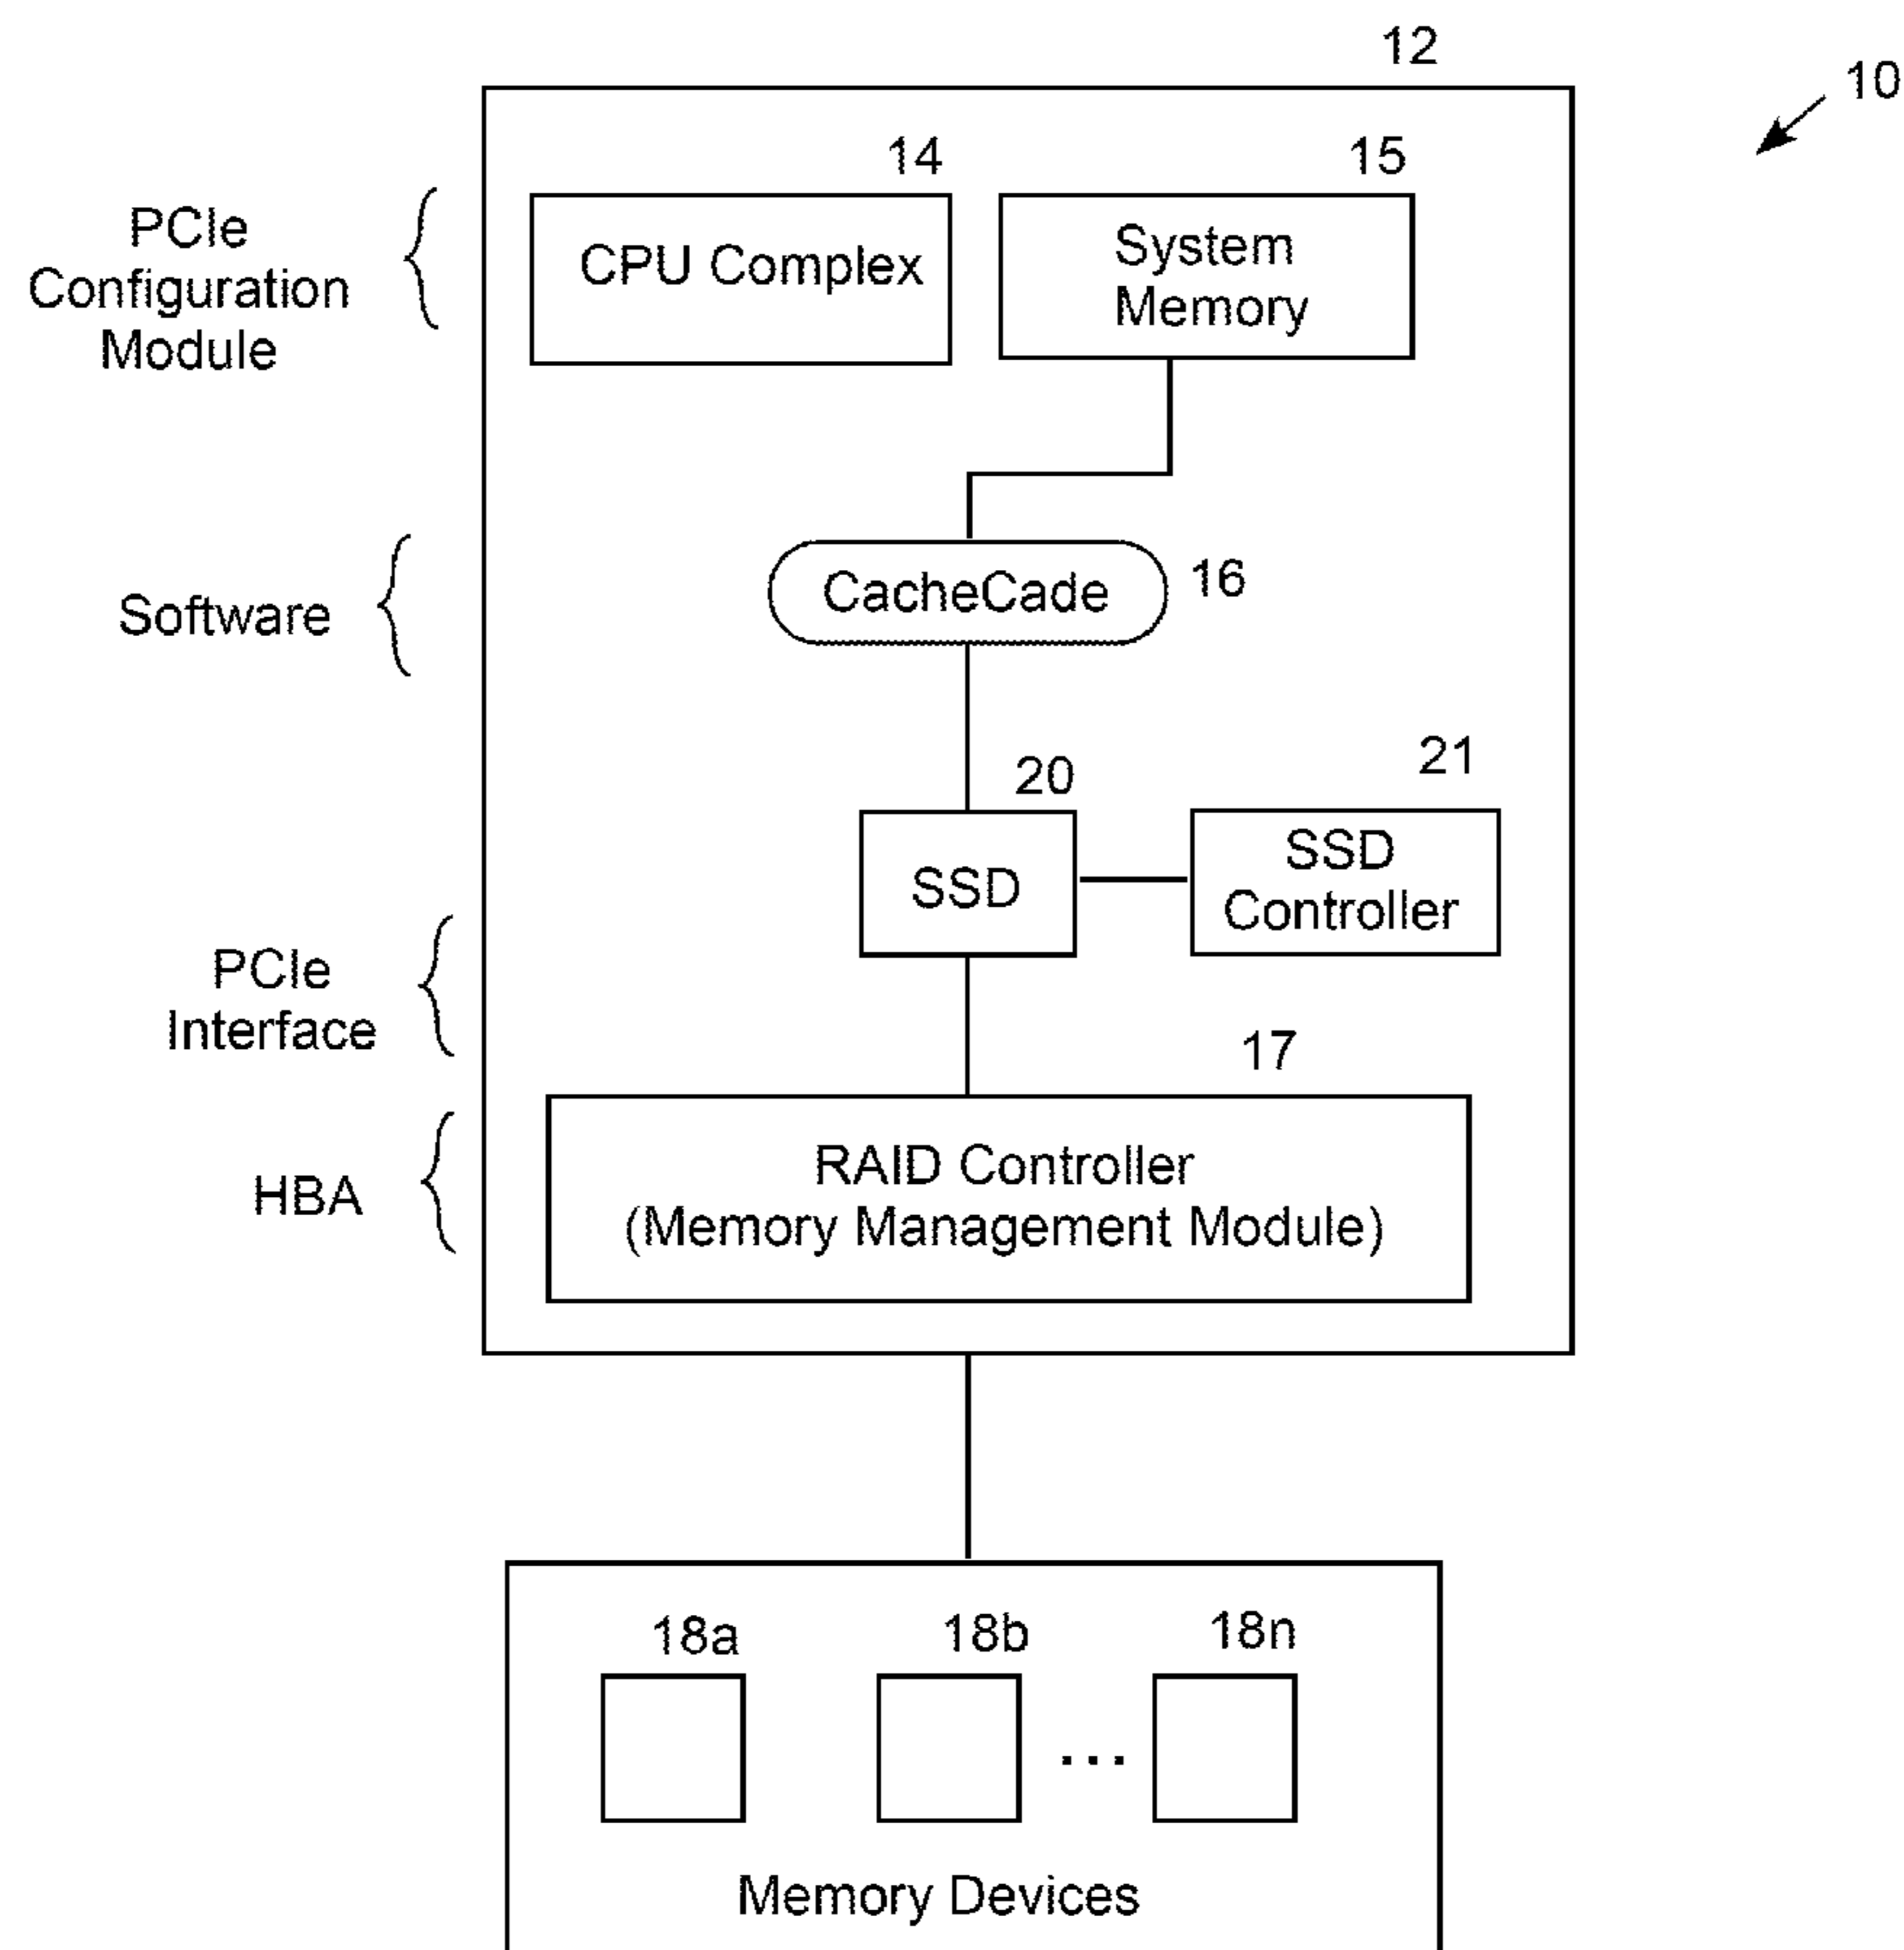 12
10
14
15
PCIe
Configuration
Module
CPU Complex
System
Memory
Software
CacheCade
16
20
21
SSD
SSD
Controller
PCIe
Interface
17
HBA
RAID Controller
(Memory Management Module)
18a
18b
18n
...
Memory Devices